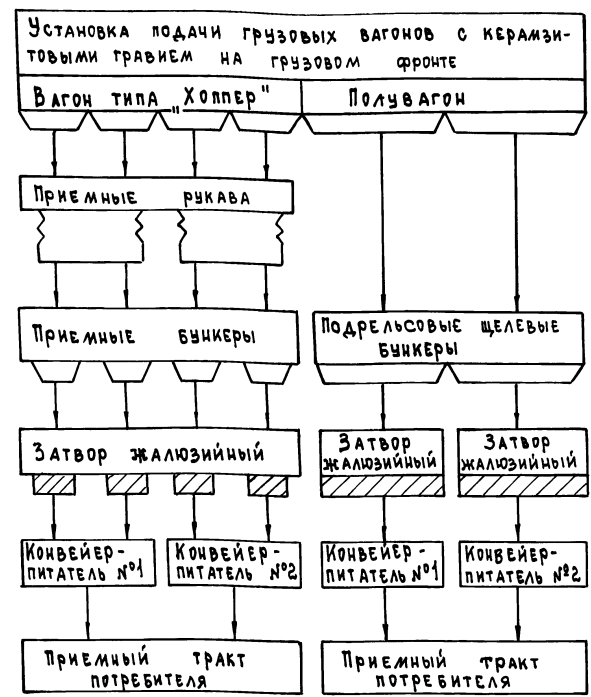 Установка подачи грузовых вагонов с керамзи-
товыми гравием на грузовом фронте
Вагон типа „Хоппер"
Полувагон
Приемные рукава
Приемные бункеры
Подрельсовые щелевые
бункеры
Затвор жалюзийный
Затвор
жалюзийный
Затвор
жалюзийный
Конвейер-
питатель №1
Конвейер-
питатель №2
Конвейер-
питатель №1
Конвейер-
питатель №2
Приемный тракт
потребителя
Приемный тракт
потребителя